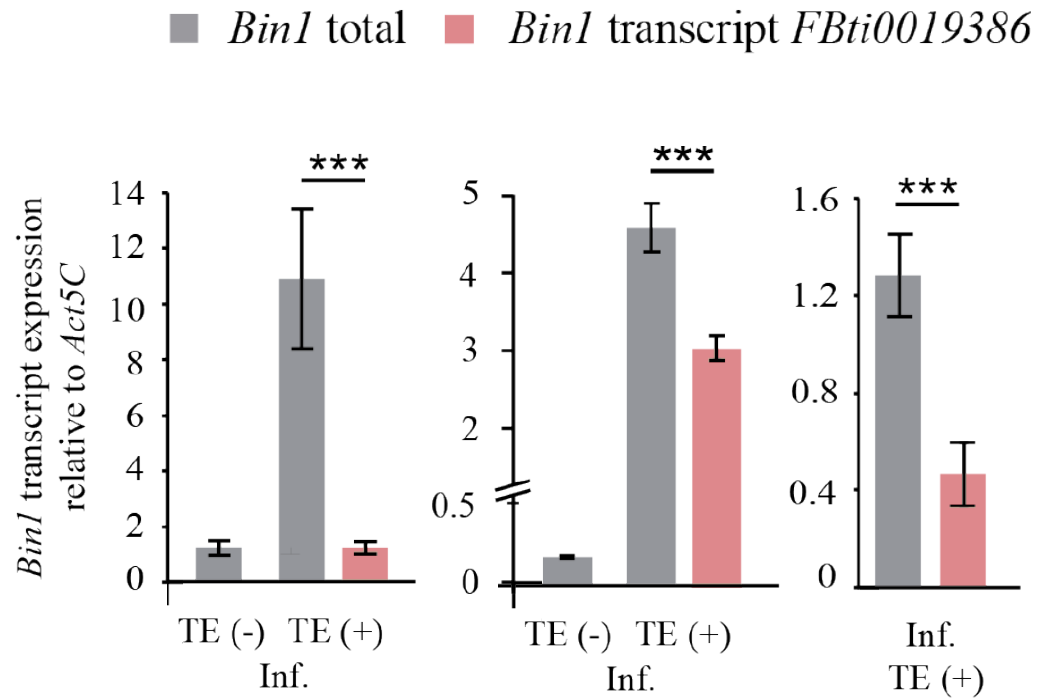 Bin1 total Bin1 transcript FBti0019386
Bin1 transcript expression
relative to Act5C
***
14
12
10
8
6
4
2
0
TE (-) TE (+)
Inf.
***
5
4
3
2
0.5
0
TE (-) TE (+)
Inf.
***
1.6
1.2
0.8
0.4
0
Inf.
TE (+)